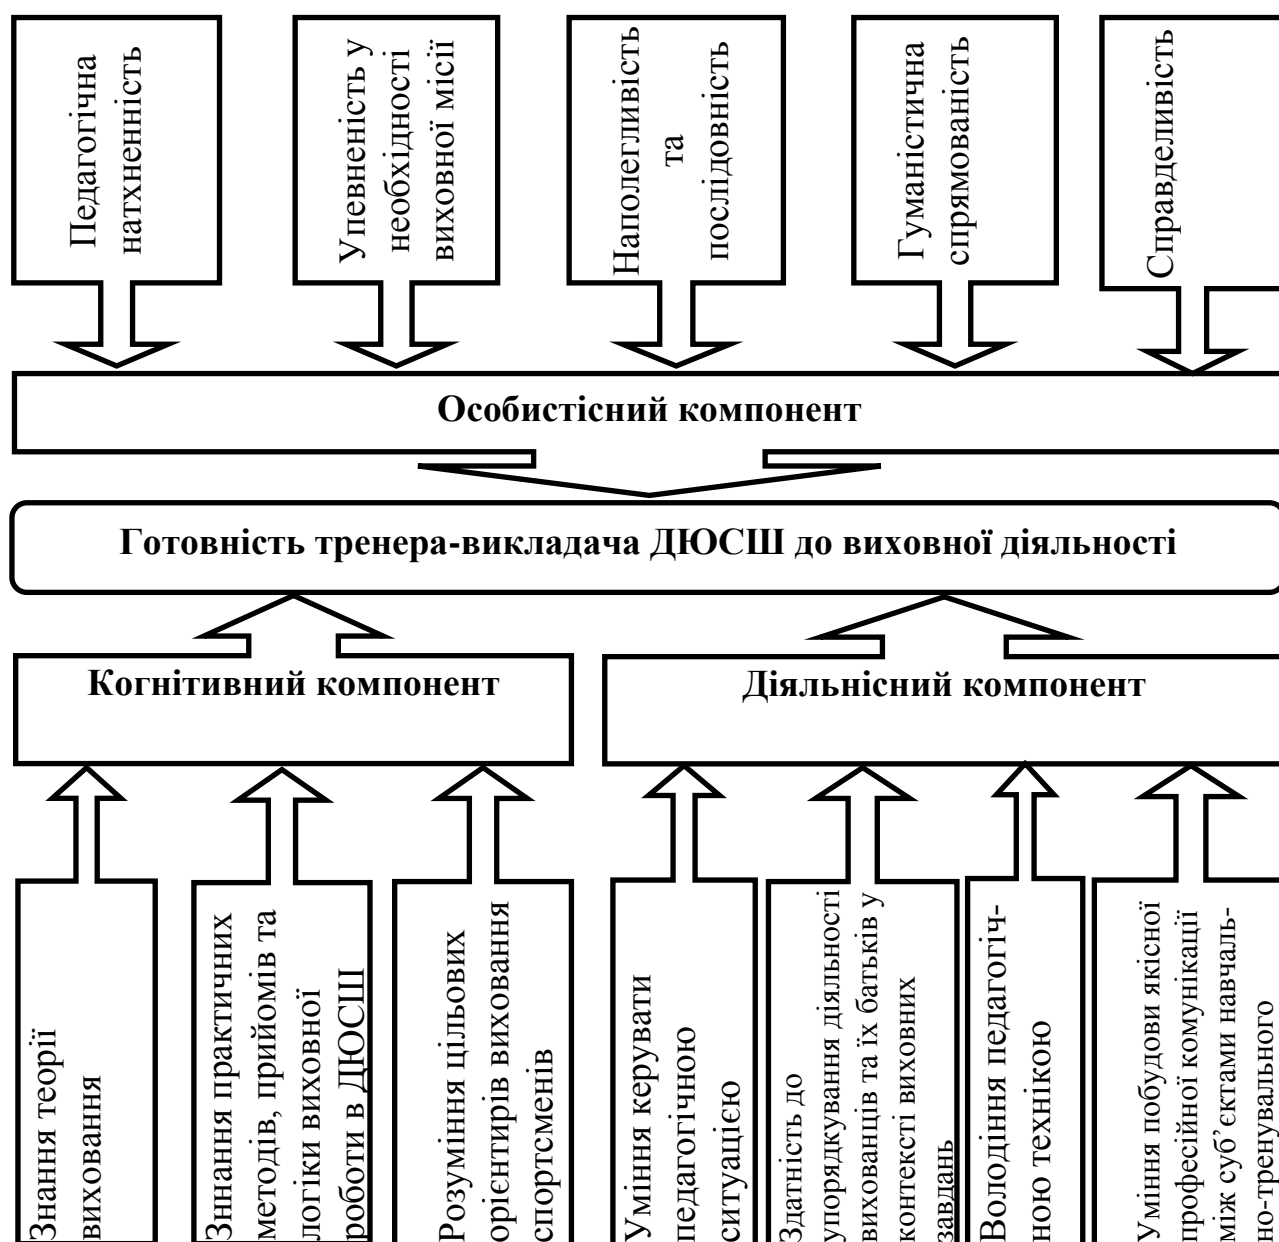 Педагогічна
натхненність
Упевненість у
необхідності
виховної місії
Наполегливість
та
послідовність
Гуманістична
спрямованість
Справделивість
Особистісний компонент
Готовність тренера-викладача ДЮСШ до виховної діяльності
Когнітивний компонент
Діяльнісний компонент
Знання теорії
виховання
Знання практичних
методів, прийомів та
логіки виховної
роботи в ДЮСШ
Розуміння цільових
орієнтирів виховання
спортсменів
Уміння керувати
педагогічною
ситуацією
Здатність до
упорядкування діяльності
вихованців та їх батьків у
контексті виховних
завдань
Володіння педагогіч-
ною технікою
Уміння побудови якісної
професійної комунікації
між суб’єктами навчаль-
но-тренувального